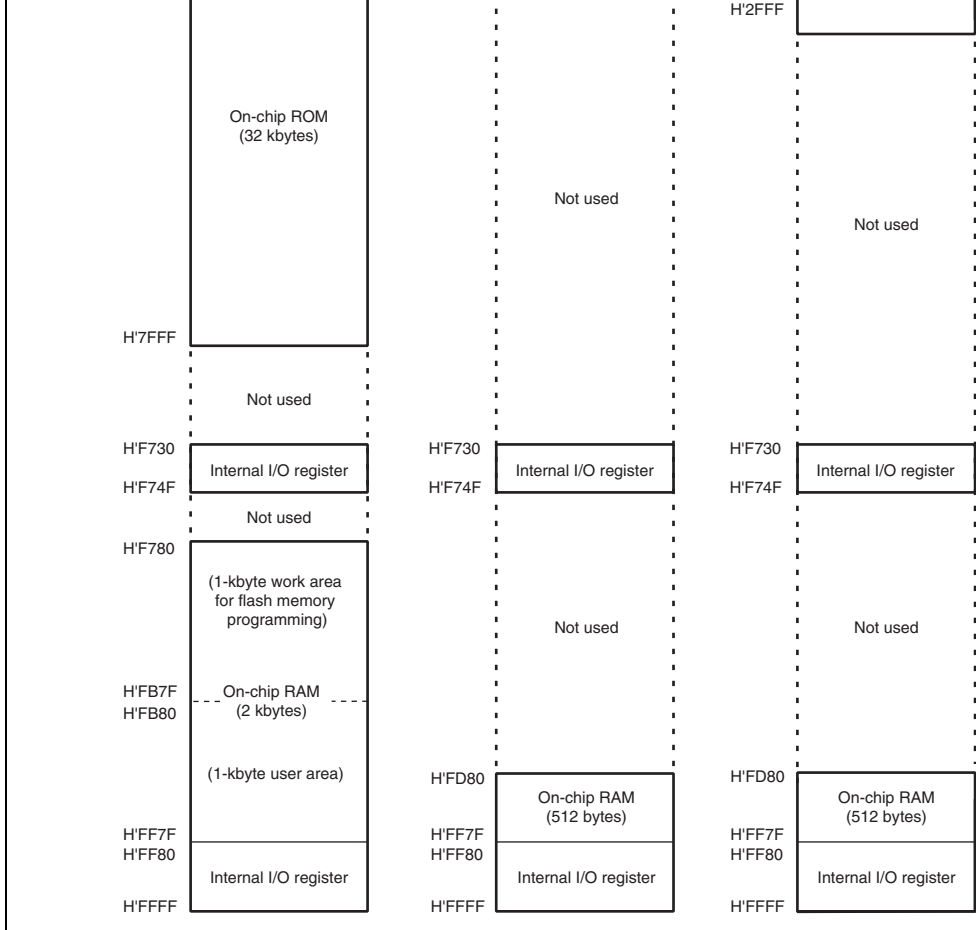 On-chip ROM
(32 kbytes)
H'7FFF
Not used
H'F730
Internal I/O register
H'F74F
Not used
H'F780
(1-kbyte work area
for flash memory
programming)
H'FB7F
On-chip RAM
H'FB80
(2 kbytes)
(1-kbyte user area)
H'FF7F
H'FF80
Internal I/O register
H'FFFF
Not used
H'F730
Internal I/O register
H'F74F
Not used
H'FD80
On-chip RAM
(512 bytes)
H'FF7F
H'FF80
Internal I/O register
H'FFFF
H'2FFF
Not used
H'F730
Internal I/O register
H'F74F
Not used
H'FD80
On-chip RAM
(512 bytes)
H'FF7F
H'FF80
Internal I/O register
H'FFFF